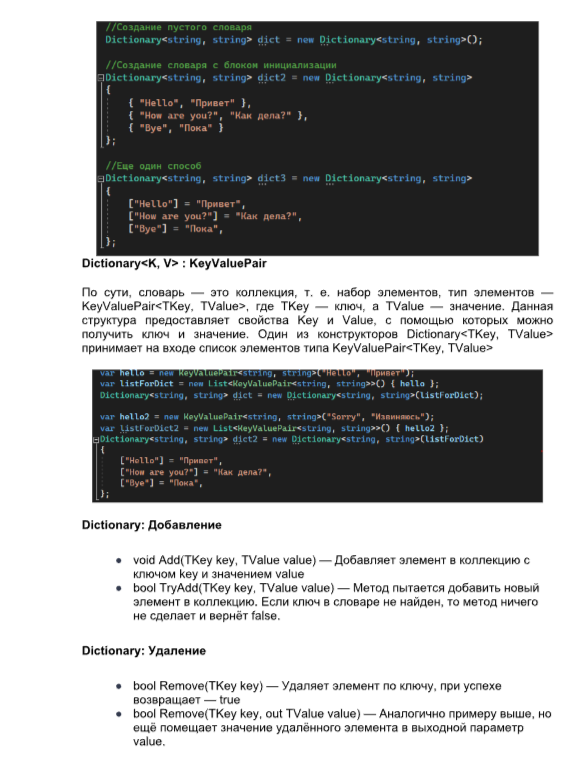 //Создание пустого словаря
Dictionary<string, string> dict = new Dictionary<string, string>();
//Создание словаря с блоком инициализации
Dictionary<string, string> dict2 = new Dictionary<string, string>
{
{ "Hello", "Привет" },
{ "How are you?", "Как дела?" },
{ "Bye", "Пока" }
};
//Еще один способ
Dictionary<string, string> dict3 = new Dictionary<string, string>
{
["Hello"] = "Привет",
["How are you?"] = "Как дела?",
["Bye"] = "Пока",
};
Dictionary<K, V> : KeyValuePair
По сути, словарь — это коллекция, т. е. набор элементов, тип элементов —
KeyValuePair<TKey, TValue>, где TKey — ключ, а TValue — значение. Данная
структура предоставляет свойства Key и Value, с помощью которых можно
получить ключ и значение. Один из конструкторов Dictionary<TKey, TValue>
принимает на входе список элементов типа KeyValuePair<TKey, TValue>
var hello = new KeyValuePair<string, string>("Hello", "Привет");
var listForDict = new List<KeyValuePair<string, string>>() { hello };
Dictionary<string, string> dict = new Dictionary<string, string>(listForDict);
var hello2 = new KeyValuePair<string, string>("Sorry", "Извиняюсь");
var listForDict2 = new List<KeyValuePair<string, string>>() { hello2 };
Dictionary<string, string> dict2 = new Dictionary<string, string>(listForDict)
{
["Hello"] = "Привет",
["How are you?"] = "Как дела?",
["Bye"] = "Пока",
};
Dictionary: Добавление
• void Add(TKey key, TValue value) — Добавляет элемент в коллекцию с
ключом key и значением value
• bool TryAdd(TKey key, TValue value) — Метод пытается добавить новый
элемент в коллекцию. Если ключ в словаре не найден, то метод ничего
не сделает и вернёт false.
Dictionary: Удаление
• bool Remove(TKey key) — Удаляет элемент по ключу, при успехе
возвращает — true
• bool Remove(TKey key, out TValue value) — Аналогично примеру выше, но
ещё помещает значение удалённого элемента в выходной параметр
value.